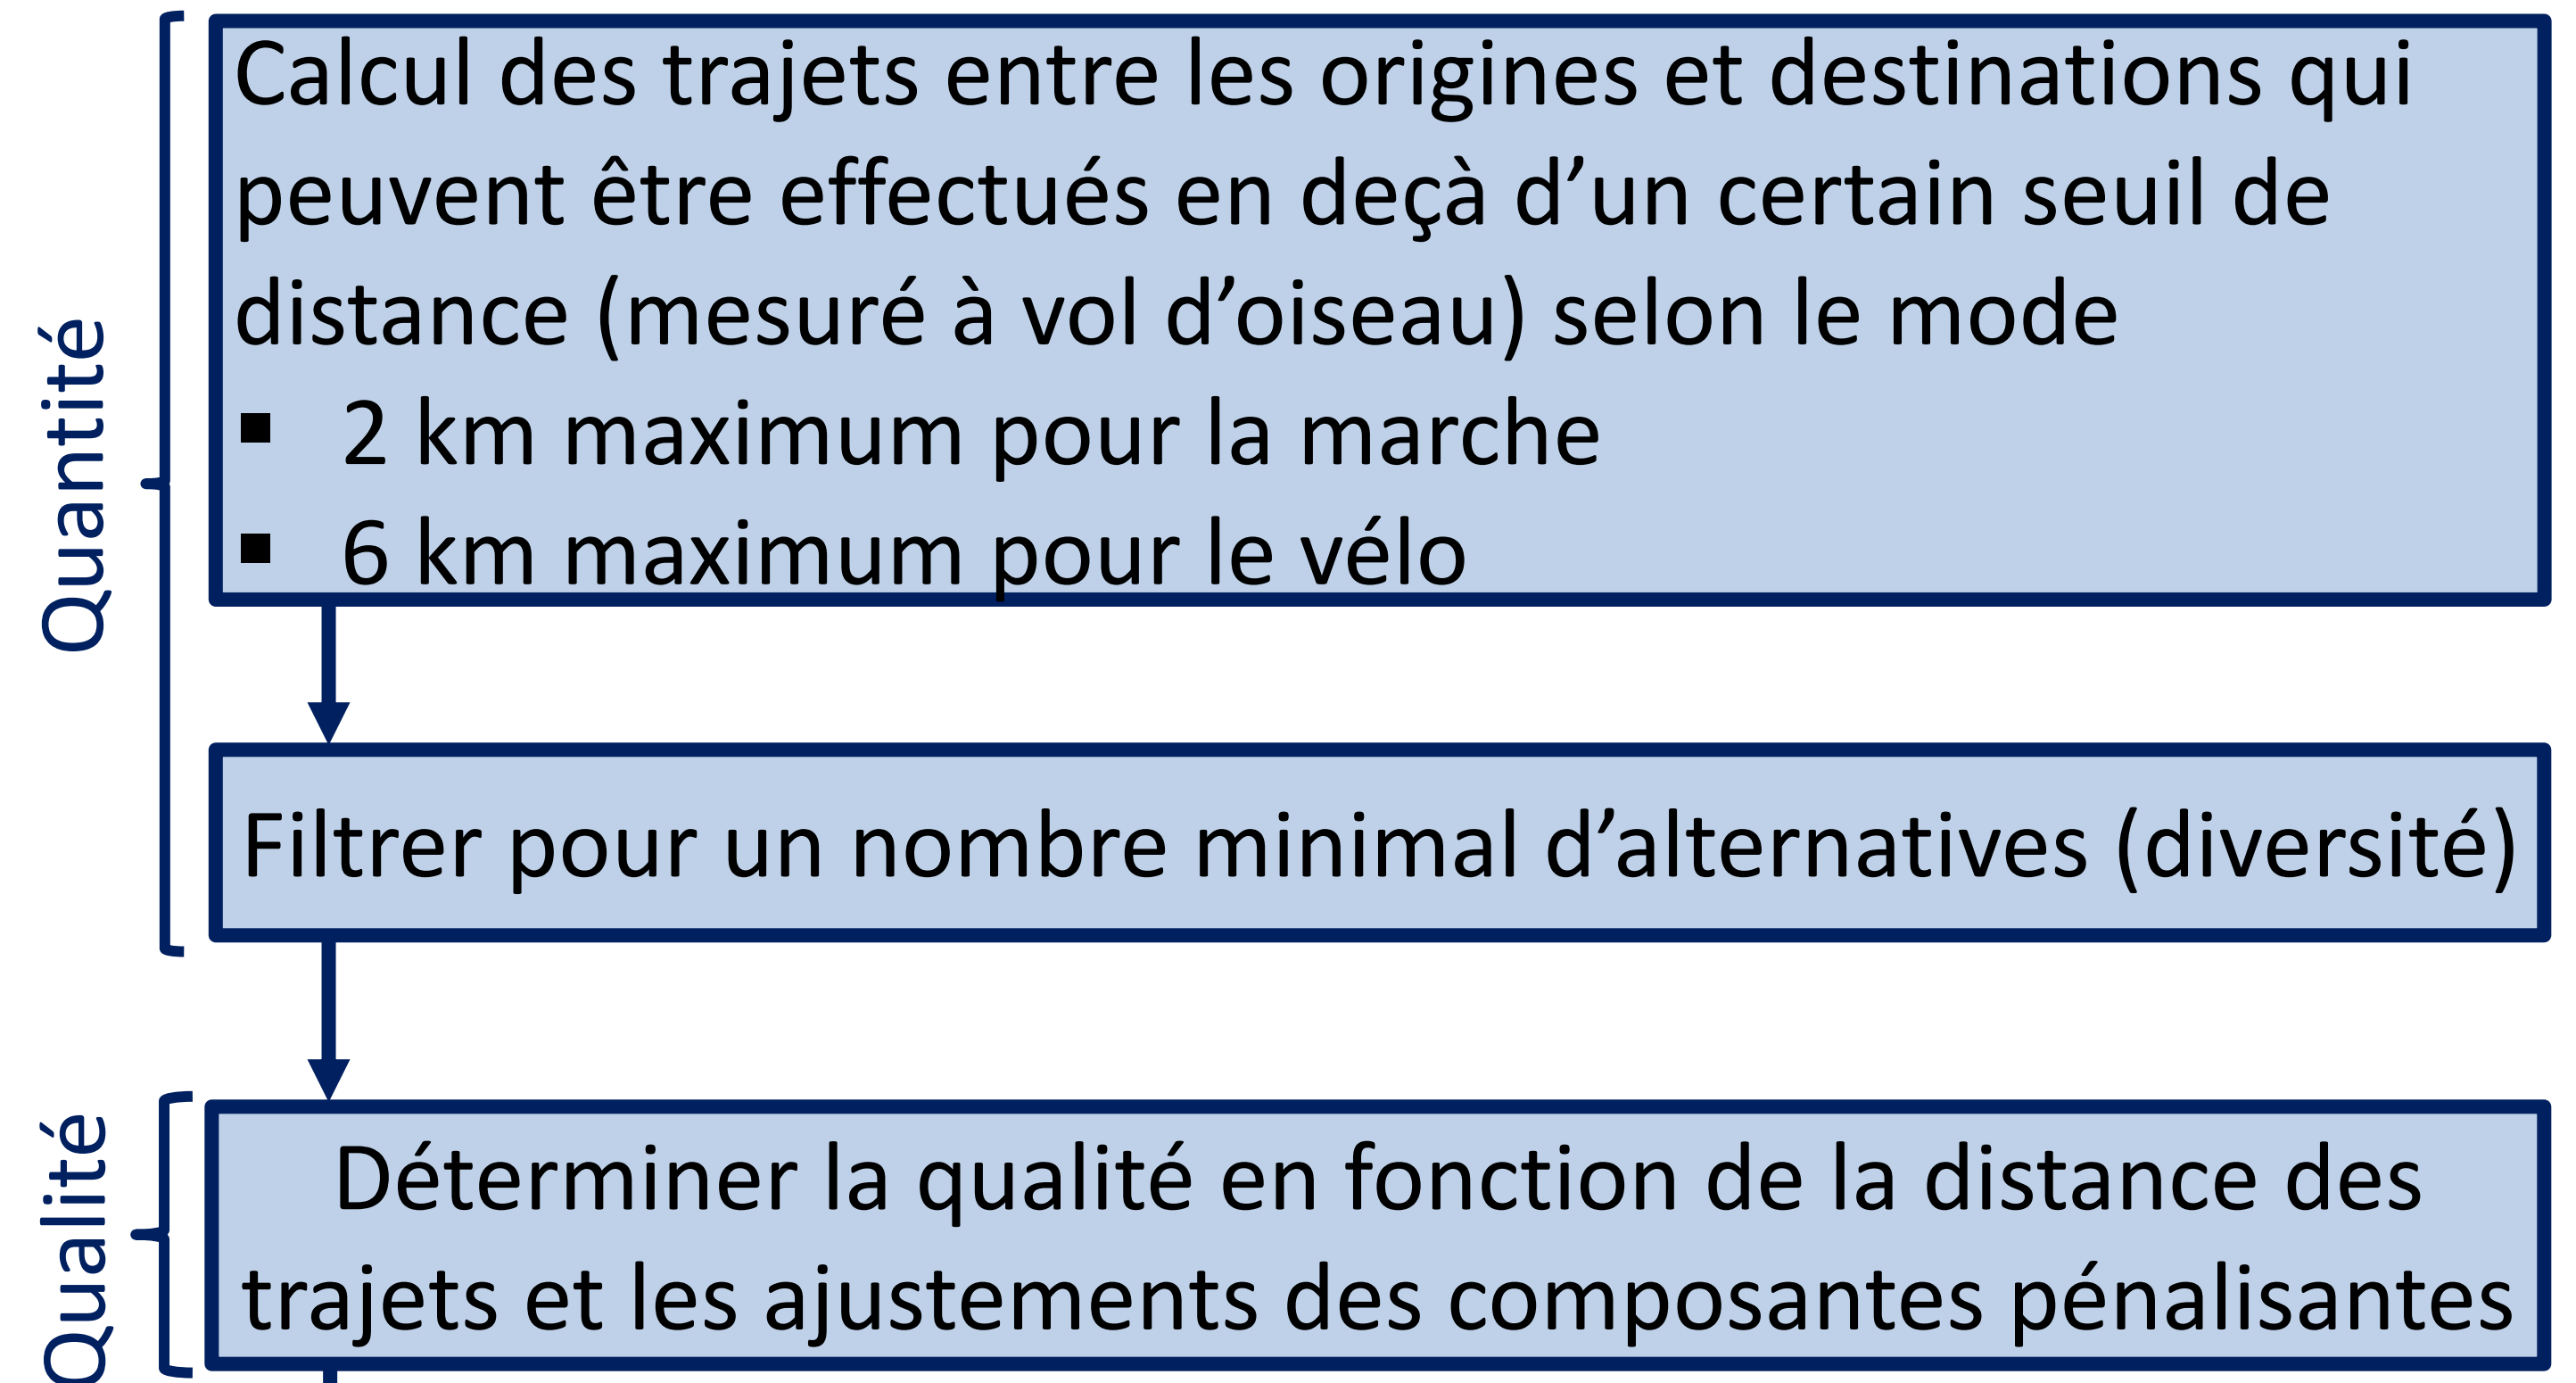 Quantité
Calcul des trajets entre les origines et destinations qui
peuvent être effectués en deçà d’un certain seuil de
distance (mesuré à vol d’oiseau) selon le mode
▪ 2 km maximum pour la marche
▪ 6 km maximum pour le vélo
Filtrer pour un nombre minimal d’alternatives (diversité)
Qualité
Déterminer la qualité en fonction de la distance des
trajets et les ajustements des composantes pénalisantes